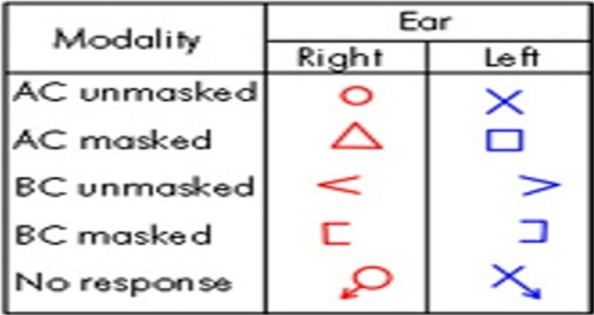 Modality
Ear
Right Left
AC unmasked
AC masked
BC unmasked
BC masked
No response